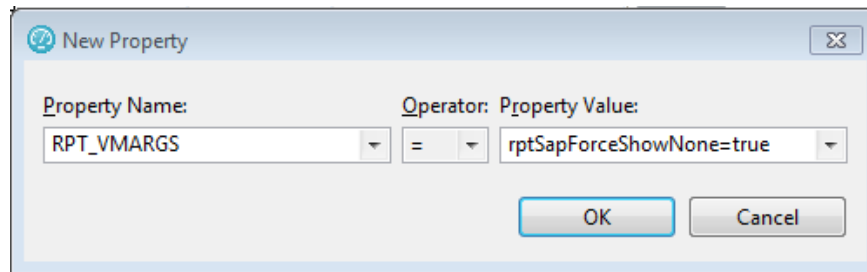 New Property
Property Name: Operator: Property Value:
RPT_VMARGS = rptSapForceShowNone=true
OK Cancel